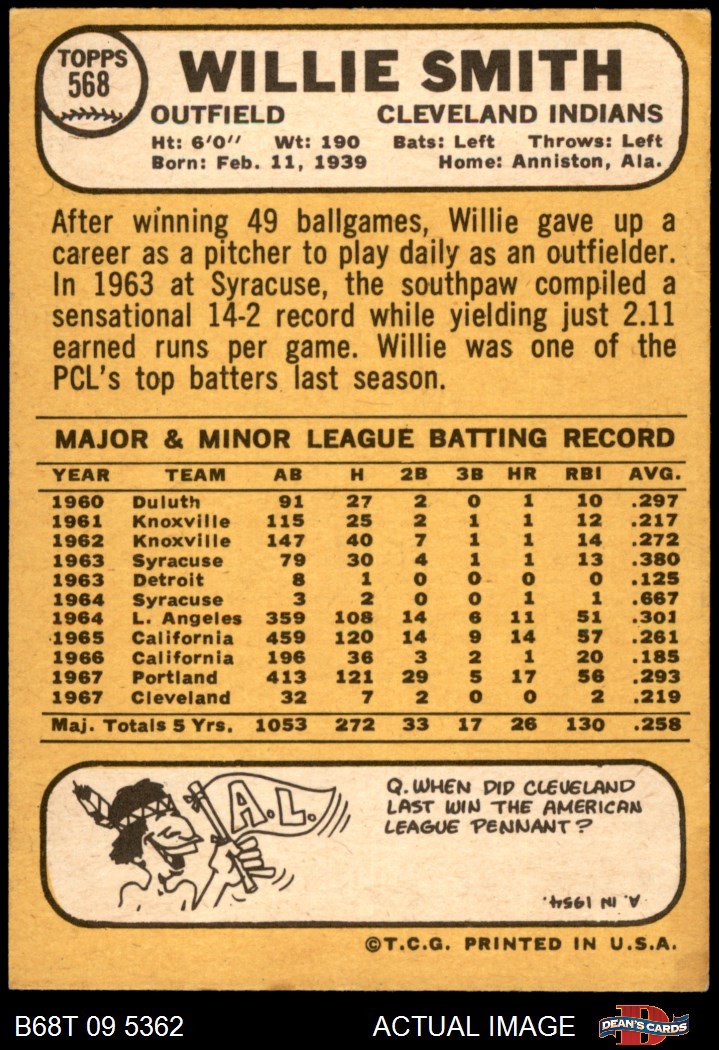 TOPPS
568
WILLIE SMITH
OUTFIELD CLEVELAND INDIANS
Ht: 6'0" Wt: 190 Bats: Left Throws: Left
Born: Feb. 11, 1939 Home: Anniston, Ala.
After winning 49 ballgames, Willie gave up a
career as a pitcher to play daily as an outfielder.
In 1963 at Syracuse, the southpaw compiled a
sensational 14-2 record while yielding just 2.11
earned runs per game. Willie was one of the
PCL's top batters last season.
MAJOR & MINOR LEAGUE BATTING RECORD
YEAR TEAM AB H 2B 3B HR RBI AVG.
1960 Duluth 91 27 2 0 1 10 .297
1961 Knoxville 115 25 2 1 1 12 .217
1962 Knoxville 147 40 7 1 1 14 .272
1963 Syracuse 79 30 4 1 1 13 .380
1963 Detroit 8 1 0 0 0 0 .125
1964 Syracuse 3 2 0 0 1 1 .667
1964 L. Angeles 359 108 14 6 11 51 .301
1965 California 459 120 14 9 14 57 .261
1966 California 196 36 3 2 1 20 .185
1967 Portland 413 121 29 5 17 56 .293
1967 Cleveland 32 7 2 0 0 2 .219
Maj. Totals 5 Yrs. 1053 272 33 17 26 130 .258
A.L.
Q. WHEN DID CLEVELAND
LAST WIN THE AMERICAN
LEAGUE PENNANT?
A. IN 1954.
©T.C.G. PRINTED IN U.S.A.
B68T 09 5362 ACTUAL IMAGE DEAN'S CARDS